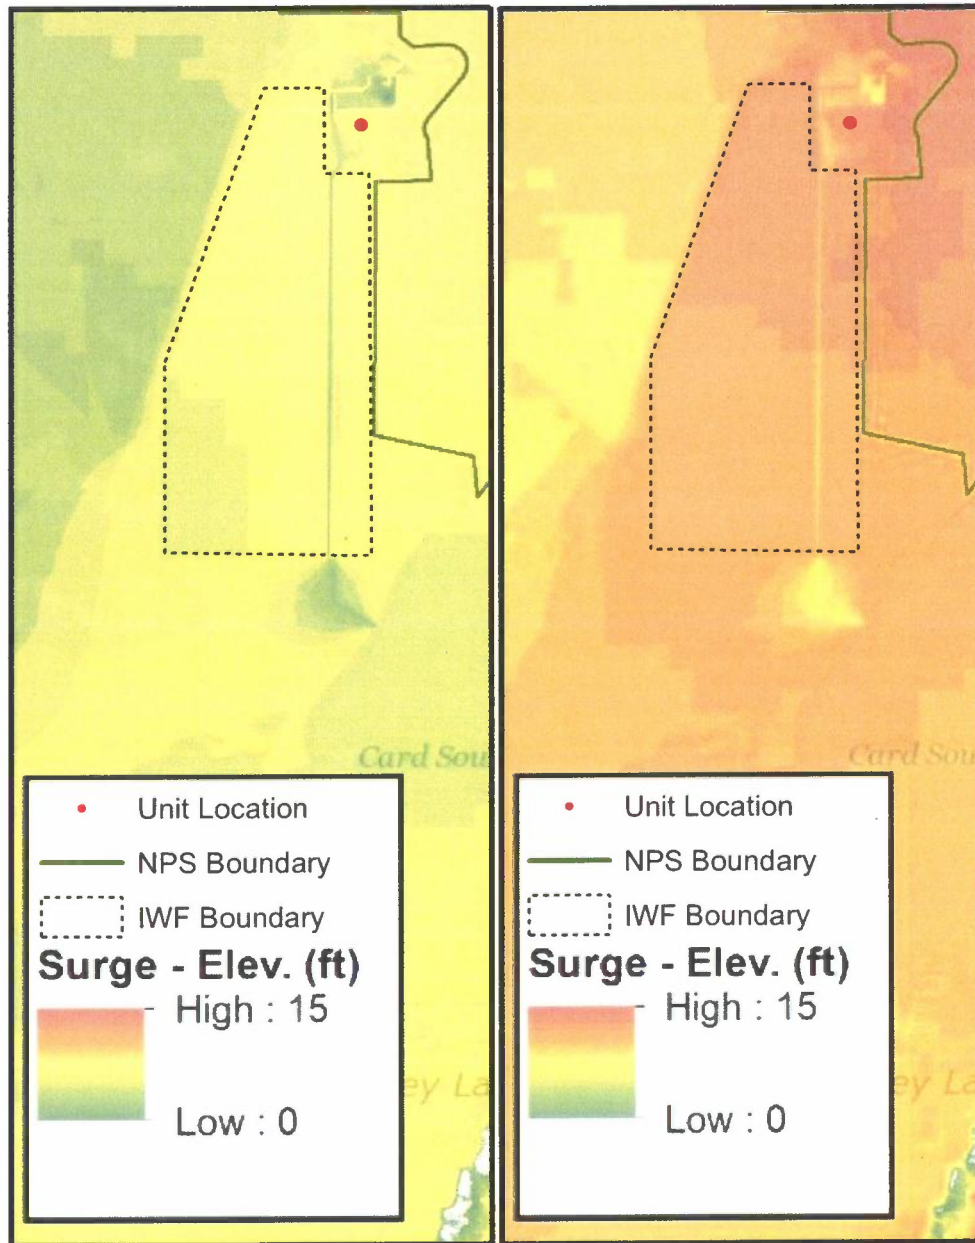 Card Sou
Unit Location
NPS Boundary
IWF Boundary
Surge - Elev. (ft)
High : 15
Low : 0
ey La
Card Sou
Unit Location
NPS Boundary
IWF Boundary
Surge - Elev. (ft)
High : 15
Low : 0
ey La